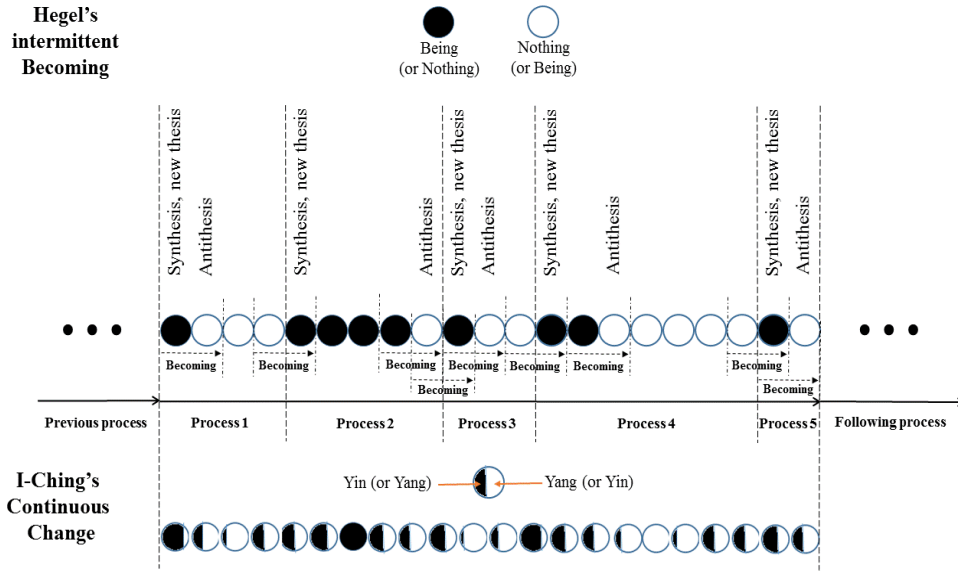 Hegel's
intermittent
Becoming
Being
(or Nothing)
Nothing
(or Being)
Synthesis, new thesis
Antithesis
Synthesis, new thesis
Antithesis
Synthesis, new thesis
Antithesis
Synthesis, new thesis
Antithesis
Synthesis, new thesis
Antithesis
Becoming
Becoming
Becoming
Becoming
Becoming
Becoming
Becoming
Becoming
Becoming
Previous process
Process 1
Process 2
Process 3
Process 4
Process 5
Following process
I-Ching's
Continuous
Change
Yin (or Yang)
Yang (or Yin)